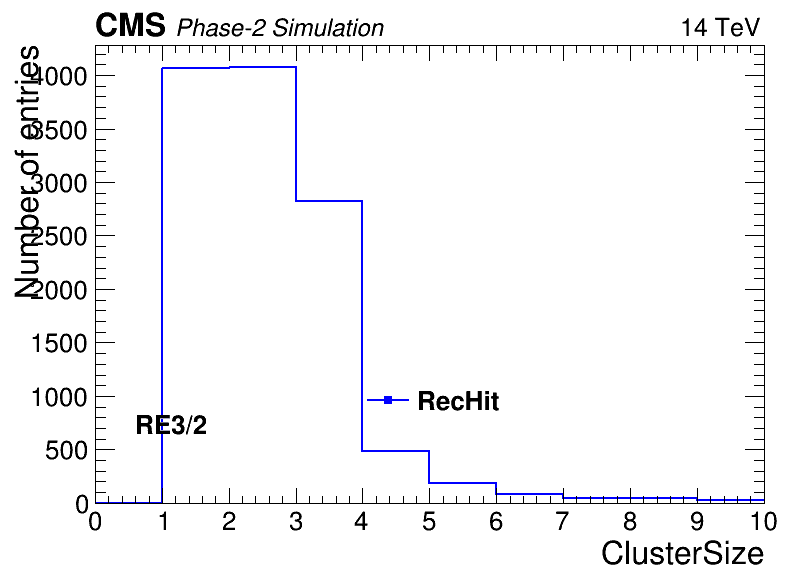 CMS Phase-2 Simulation 14 TeV
Number of entries
4000
3500
3000
2500
2000
1500
1000
500
0
RecHit
RE3/2
0 1 2 3 4 5 6 7 8 9 10
ClusterSize